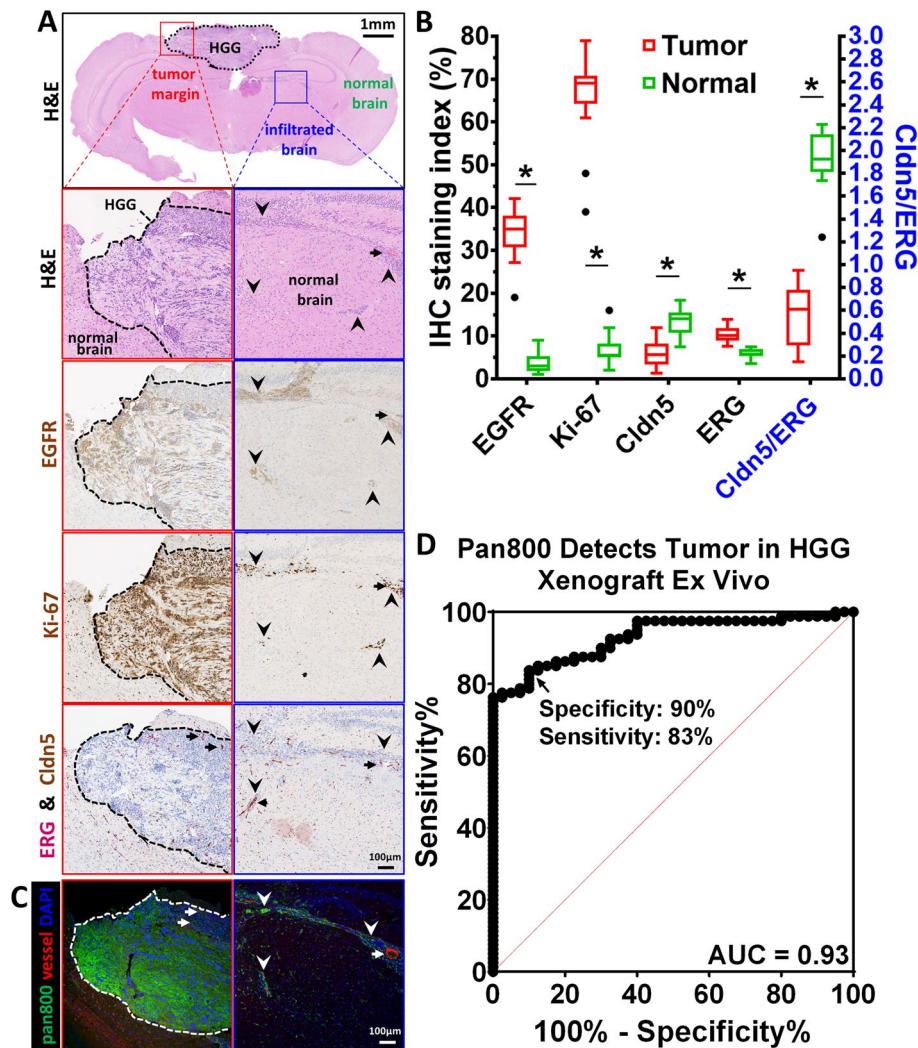 A
1mm
HGG
H&E
tumor
margin
normal
brain
infiltrated
brain
H&E
HGG
normal
brain
normal
brain
EGFR
Ki-67
ERG & Cldn5
100µm
C
pan800 vessel DAPI
100µm
B
IHC staining index (%)
80
70
60
50
40
30
20
10
0
Tumor
Normal
*
*
*
*
*
3.0
2.8
2.6
2.4
2.2
2.0
1.8
1.6
1.4
1.2
1.0
0.8
0.6
0.4
0.2
0.0
Cldn5/ERG
EGFR
Ki-67
Cldn5
ERG
Cldn5/ERG
D
Pan800 Detects Tumor in HGG
Xenograft Ex Vivo
Sensitivity%
100
80
60
40
20
0
Specificity: 90%
Sensitivity: 83%
AUC = 0.93
0 20 40 60 80 100
100% - Specificity%